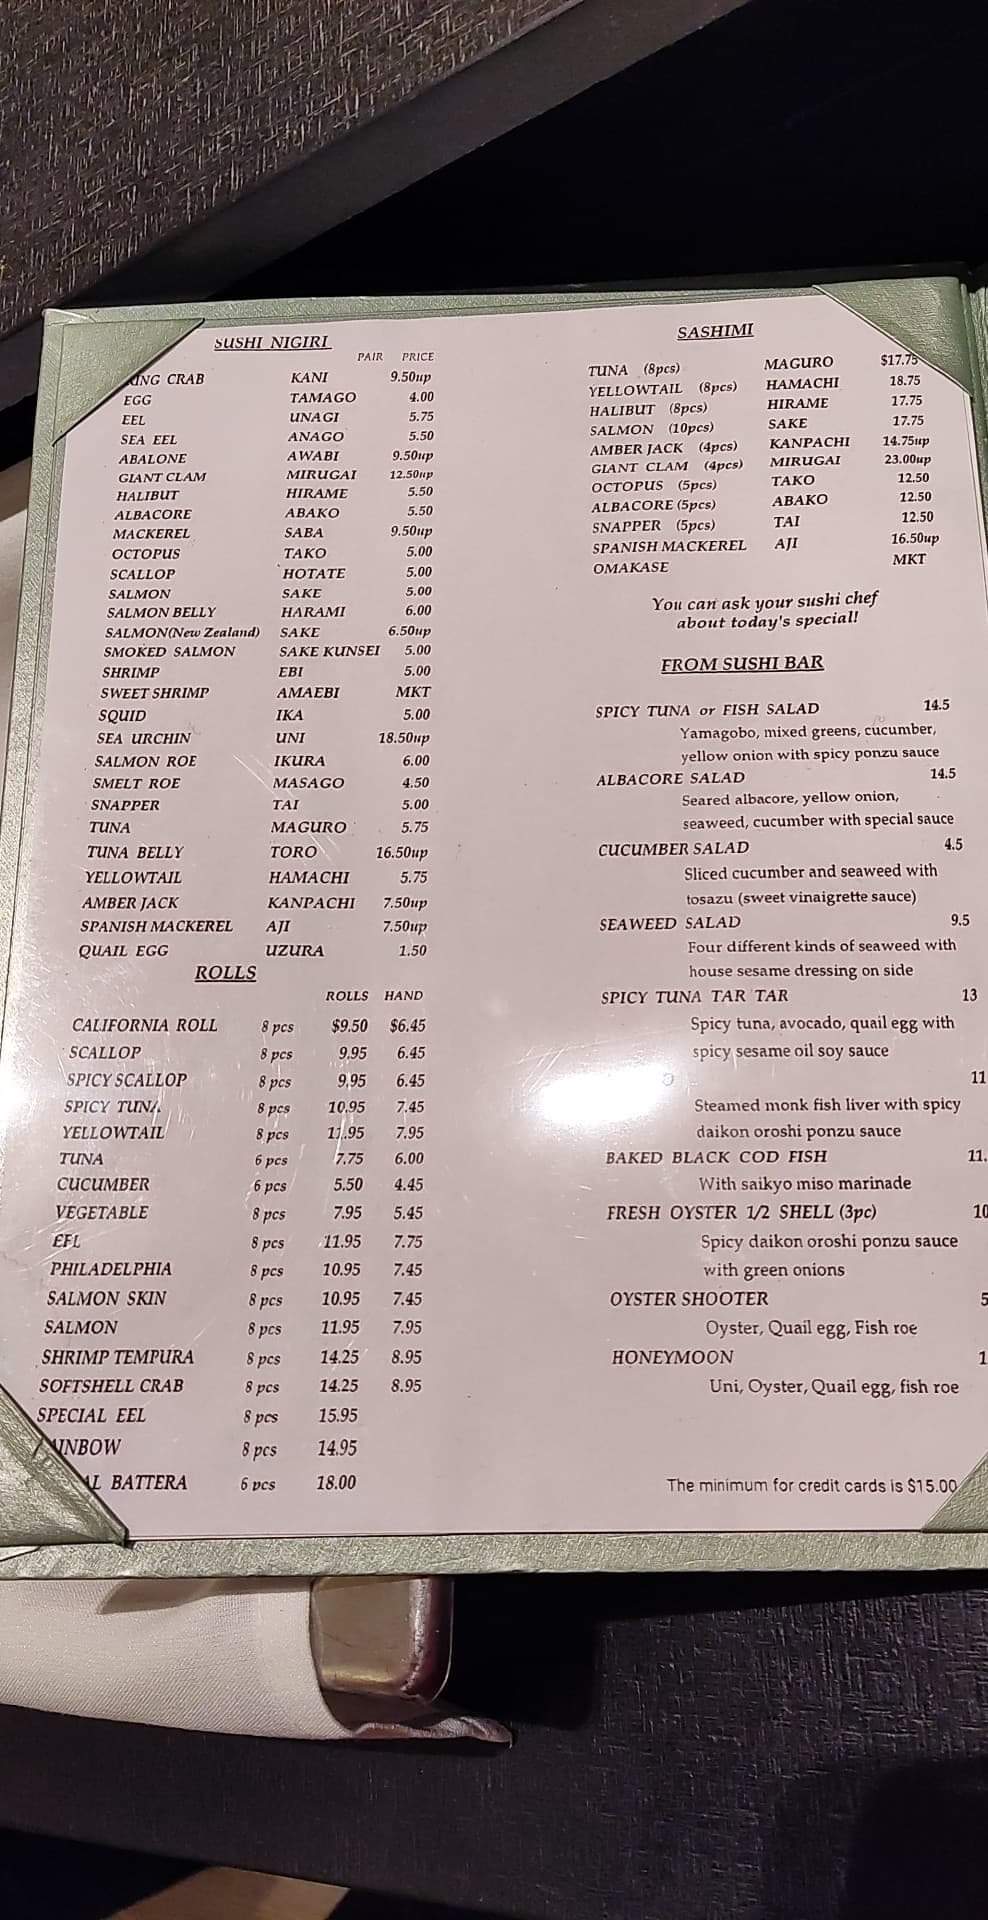 SUSHI NIGIRI
PAIR PRICE
KING CRAB KANI 9.50up
EGG TAMAGO 4.00
EEL UNAGI 5.75
SEA EEL ANAGO 5.50
ABALONE AWABI 9.50up
GIANT CLAM MIRUGAI 12.50up
HALIBUT HIRAME 5.50
ALBACORE ABAKO 5.50
MACKEREL SABA 9.50up
OCTOPUS TAKO 5.00
SCALLOP HOTATE 5.00
SALMON SAKE 5.00
SALMON BELLY HARAMI 6.00
SALMON(New Zealand) SAKE 6.50up
SMOKED SALMON SAKE KUNSEI 5.00
SHRIMP EBI 5.00
SWEET SHRIMP AMAEBI MKT
SQUID IKA 5.00
SEA URCHIN UNI 18.50up
SALMON ROE IKURA 6.00
SMELT ROE MASAGO 4.50
SNAPPER TAI 5.00
TUNA MAGURO 5.75
TUNA BELLY TORO 16.50up
YELLOWTAIL HAMACHI 5.75
AMBER JACK KANPACHI 7.50up
SPANISH MACKEREL AJI 7.50up
QUAIL EGG UZURA 1.50
ROLLS
ROLLS HAND
CALIFORNIA ROLL 8 pcs $9.50 $6.45
SCALLOP 8 pcs 9.95 6.45
SPICY SCALLOP 8 pcs 9.95 6.45
SPICY TUNA 8 pcs 10.95 7.45
YELLOWTAIL 8 pcs 11.95 7.95
TUNA 6 pcs 7.75 6.00
CUCUMBER 6 pcs 5.50 4.45
VEGETABLE 8 pcs 7.95 5.45
EEL 8 pcs 11.95 7.75
PHILADELPHIA 8 pcs 10.95 7.45
SALMON SKIN 8 pcs 10.95 7.45
SALMON 8 pcs 11.95 7.95
SHRIMP TEMPURA 8 pcs 14.25 8.95
SOFTSHELL CRAB 8 pcs 14.25 8.95
SPECIAL EEL 8 pcs 15.95
AINBOW 8 pcs 14.95
AL BATTERA 6 pcs 18.00
SASHIMI
TUNA (8pcs) MAGURO $17.75
YELLOWTAIL (8pcs) HAMACHI 18.75
HALIBUT (8pcs) HIRAME 17.75
SALMON (10pcs) SAKE 17.75
AMBER JACK (4pcs) KANPACHI 14.75up
GIANT CLAM (4pcs) MIRUGAI 23.00up
OCTOPUS (5pcs) TAKO 12.50
ALBACORE (5pcs) ABAKO 12.50
SNAPPER (5pcs) TAI 12.50
SPANISH MACKEREL AJI 16.50up
OMAKASE MKT
You can ask your sushi chef
about today's special!
FROM SUSHI BAR
SPICY TUNA or FISH SALAD 14.5
Yamagobo, mixed greens, cucumber,
yellow onion with spicy ponzu sauce
ALBACORE SALAD 14.5
Seared albacore, yellow onion,
seaweed, cucumber with special sauce
CUCUMBER SALAD 4.5
Sliced cucumber and seaweed with
tosazu (sweet vinaigrette sauce)
SEAWEED SALAD 9.5
Four different kinds of seaweed with
house sesame dressing on side
SPICY TUNA TAR TAR 13
Spicy tuna, avocado, quail egg with
spicy sesame oil soy sauce
11
Steamed monk fish liver with spicy
daikon oroshi ponzu sauce
BAKED BLACK COD FISH 11.
With saikyo miso marinade
FRESH OYSTER 1/2 SHELL (3pc) 10
Spicy daikon oroshi ponzu sauce
with green onions
OYSTER SHOOTER 5
Oyster, Quail egg, Fish roe
HONEYMOON 1
Uni, Oyster, Quail egg, fish roe
The minimum for credit cards is $15.00